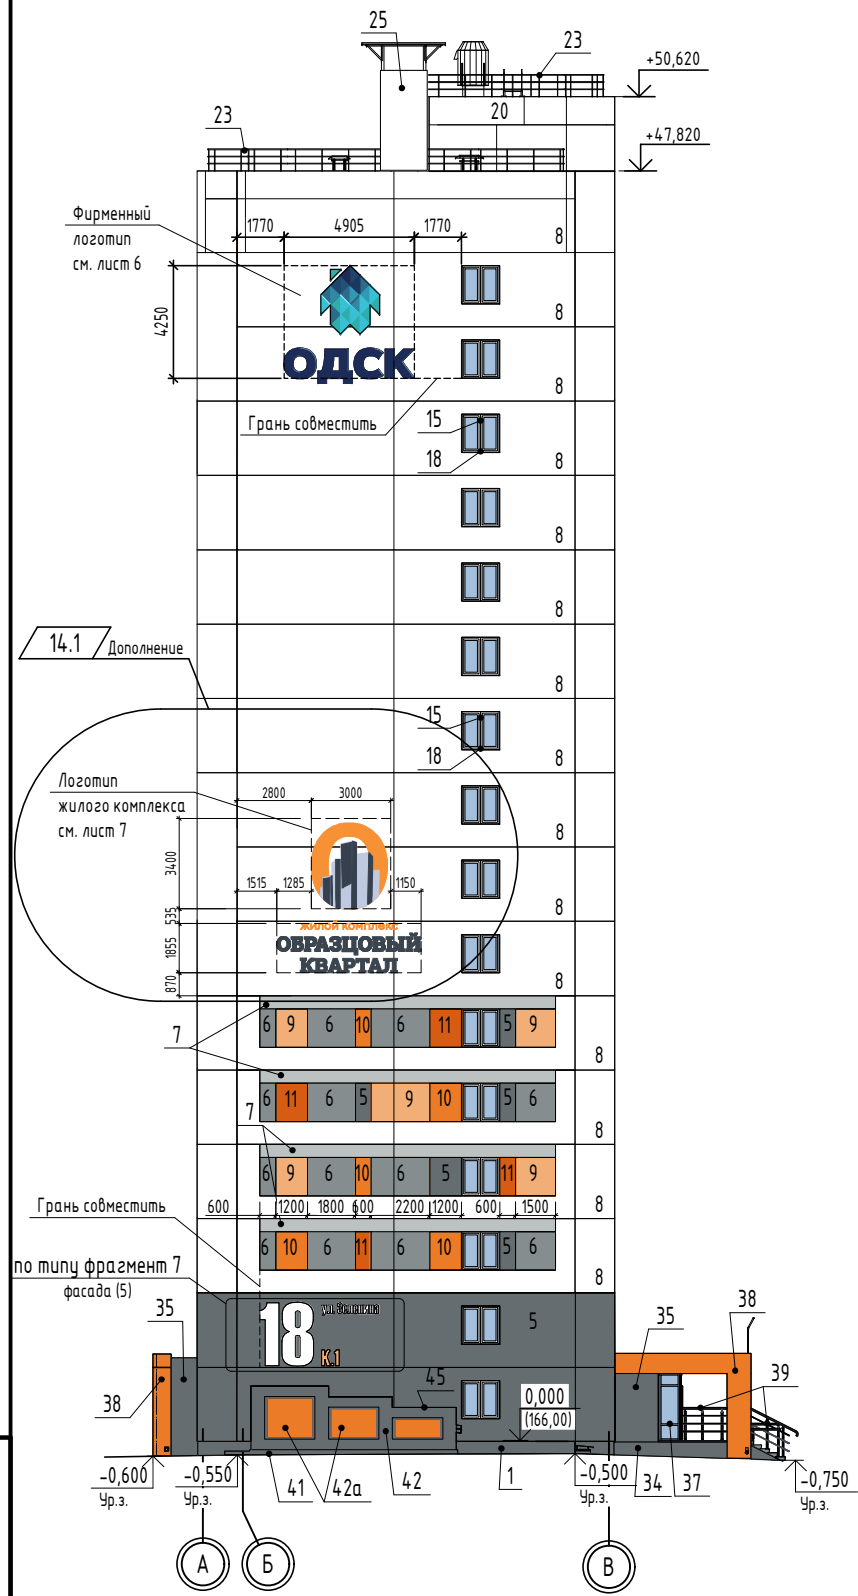 25
23
+50,620
20
+47,820
23
Фирменный
логотип
см. лист 6
1770
4905
1770
8
4250
8
ОДСК
8
Грань совместить
15
18
8
8
8
14.1
Дополнение
8
15
18
8
Логотип
жилого комплекса
см. лист 7
2800
3000
8
3400
1515
1285
1150
8
535
ЖИЛОЙ КОМПЛЕКС
ОБРАЗЦОВЫЙ
КВАРТАЛ
1855
870
8
7
6 9 6 10 6 11 5 9
8
6 11 6 5 9 10 5 6
7
8
6 9 6 10 6 5 11 9
Грань совместить
600
1200
1800
600
2200
1200
600
1500
8
6 10 6 11 6 10 5 6
по типу фрагмент 7
фасада (5)
8
35
18
ул. Зеленина
К.1
5
35
38
38
45
0,000
(166,00)
39
-0,600
Ур.з.
-0,550
Ур.з.
41
42а
42
1
-0,500
Ур.з.
34
37
-0,750
Ур.з.
А
Б
В